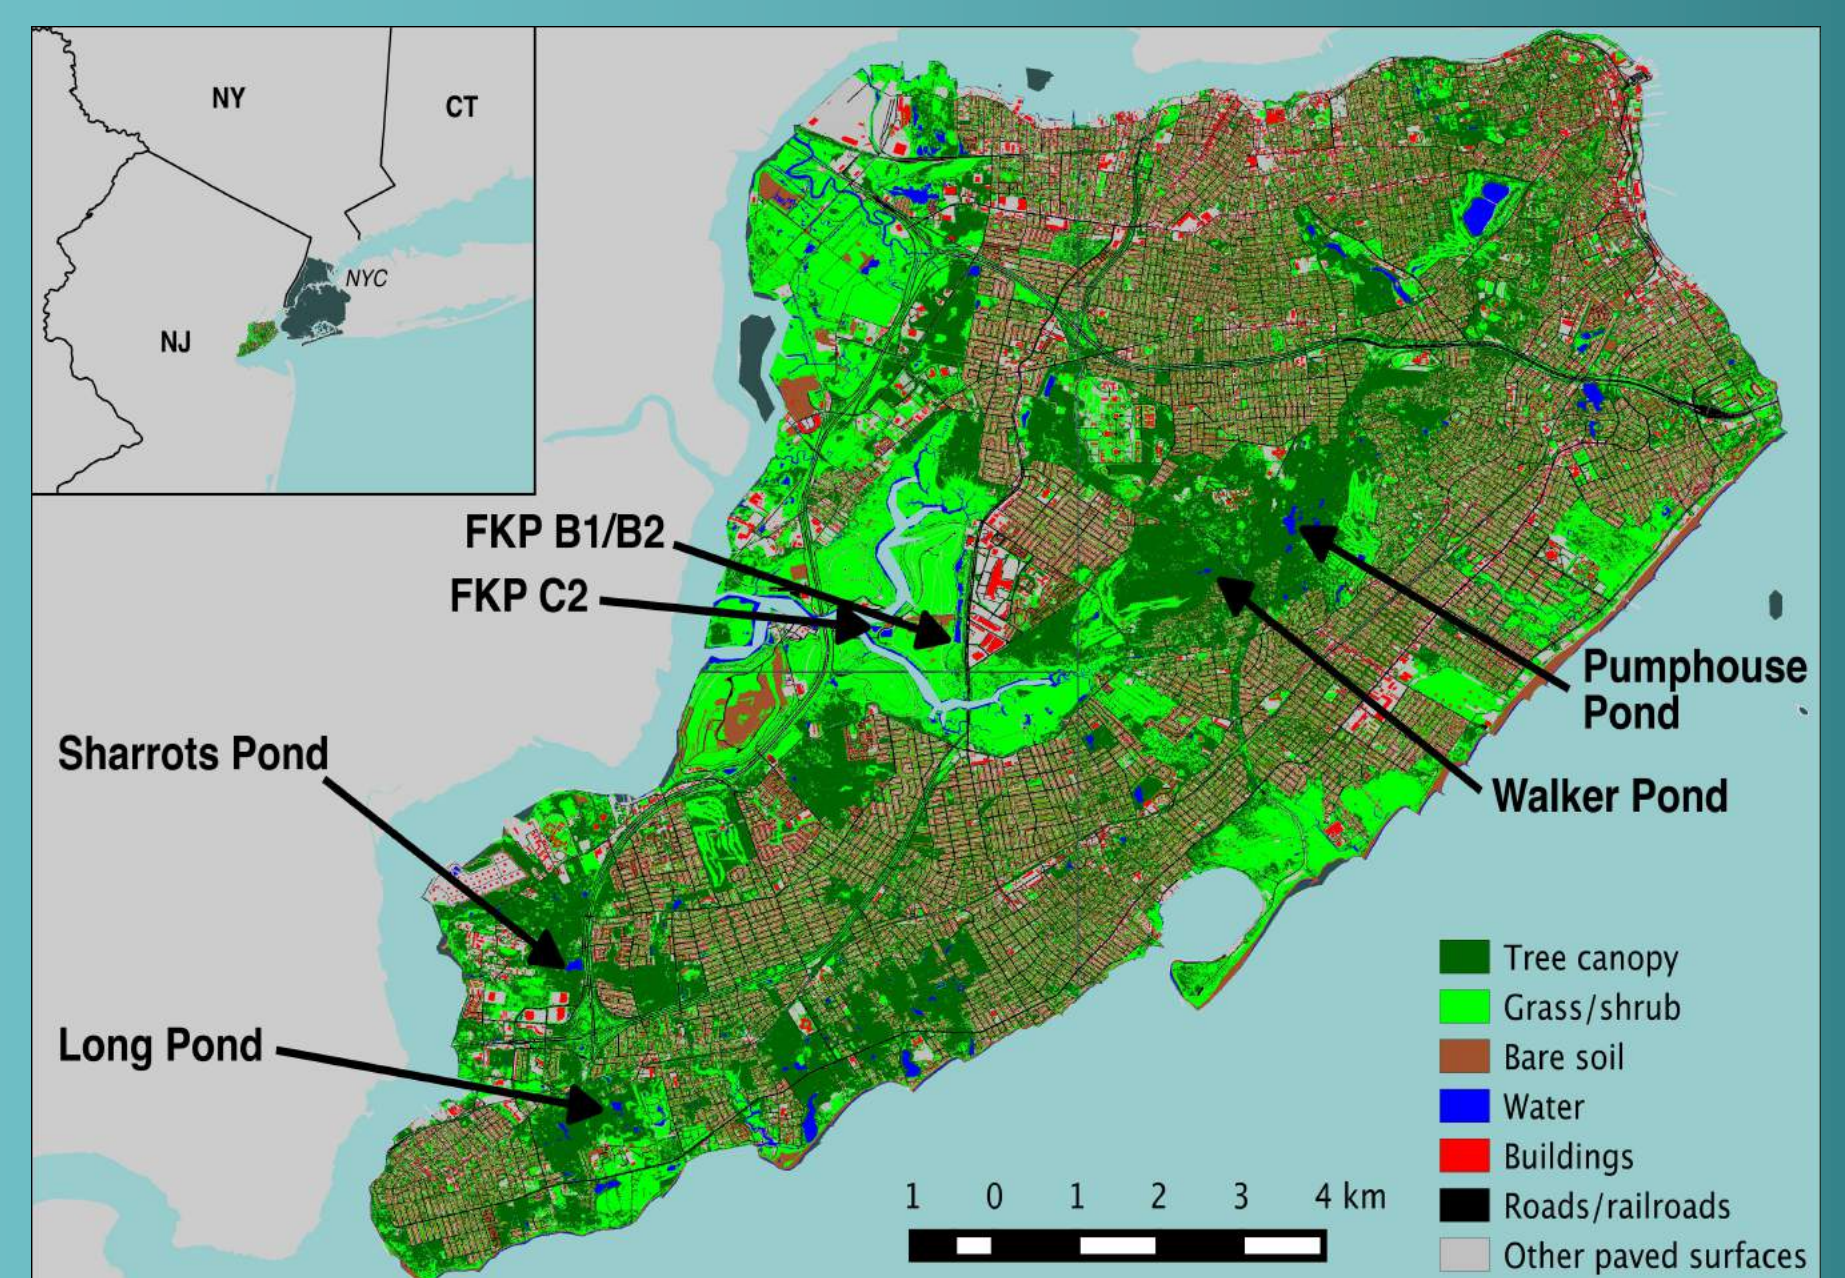 NY
CT
NYC
NJ
FKP B1/B2
FKP C2
Sharrots Pond
Long Pond
Pumphouse
Pond
Walker Pond
Tree canopy
Grass/shrub
Bare soil
Water
Buildings
Roads/railroads
Other paved surfaces
1 0 1 2 3 4 km